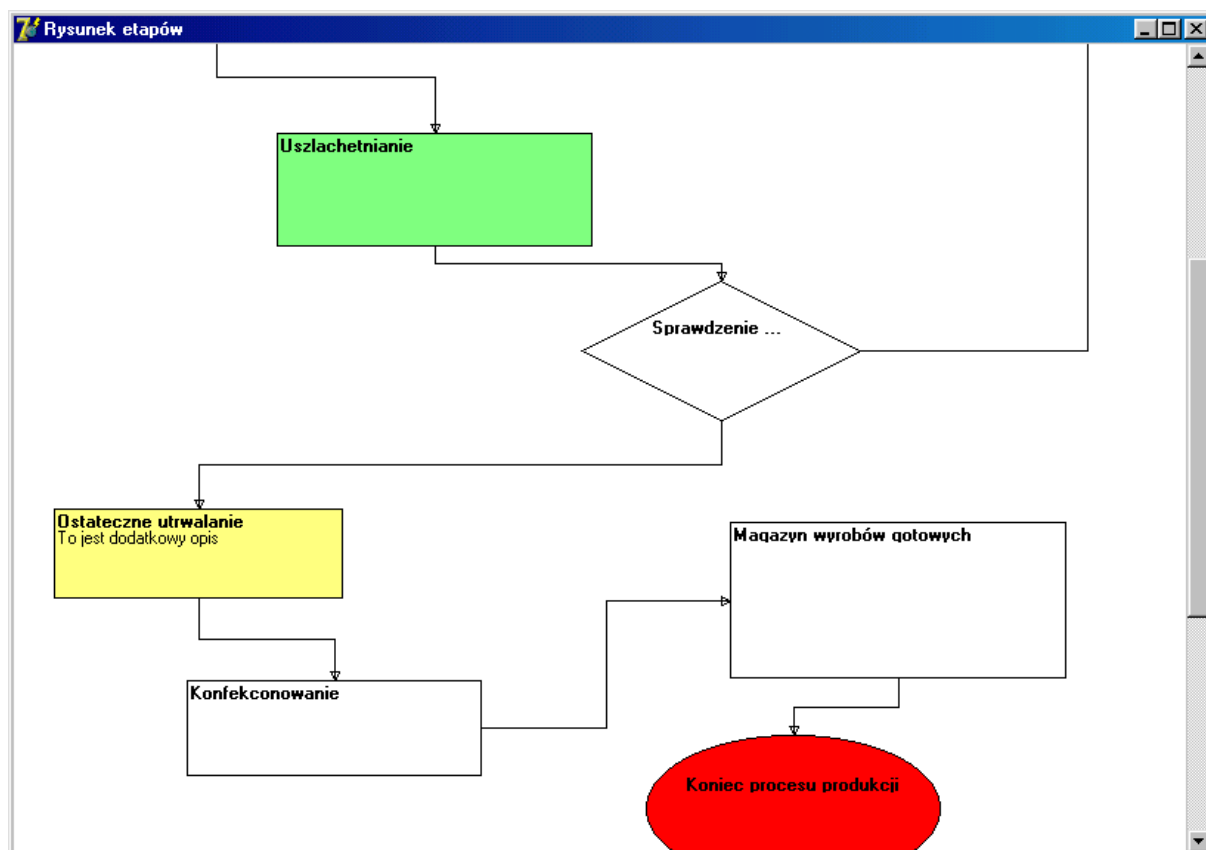 Rysunek etapów
Uszlachetnianie
Sprawdzenie ...
Ostateczne utrwalanie
To jest dodatkowy opis
Magazyn wyrobów gotowych
Konfekconowanie
Koniec procesu produkcji